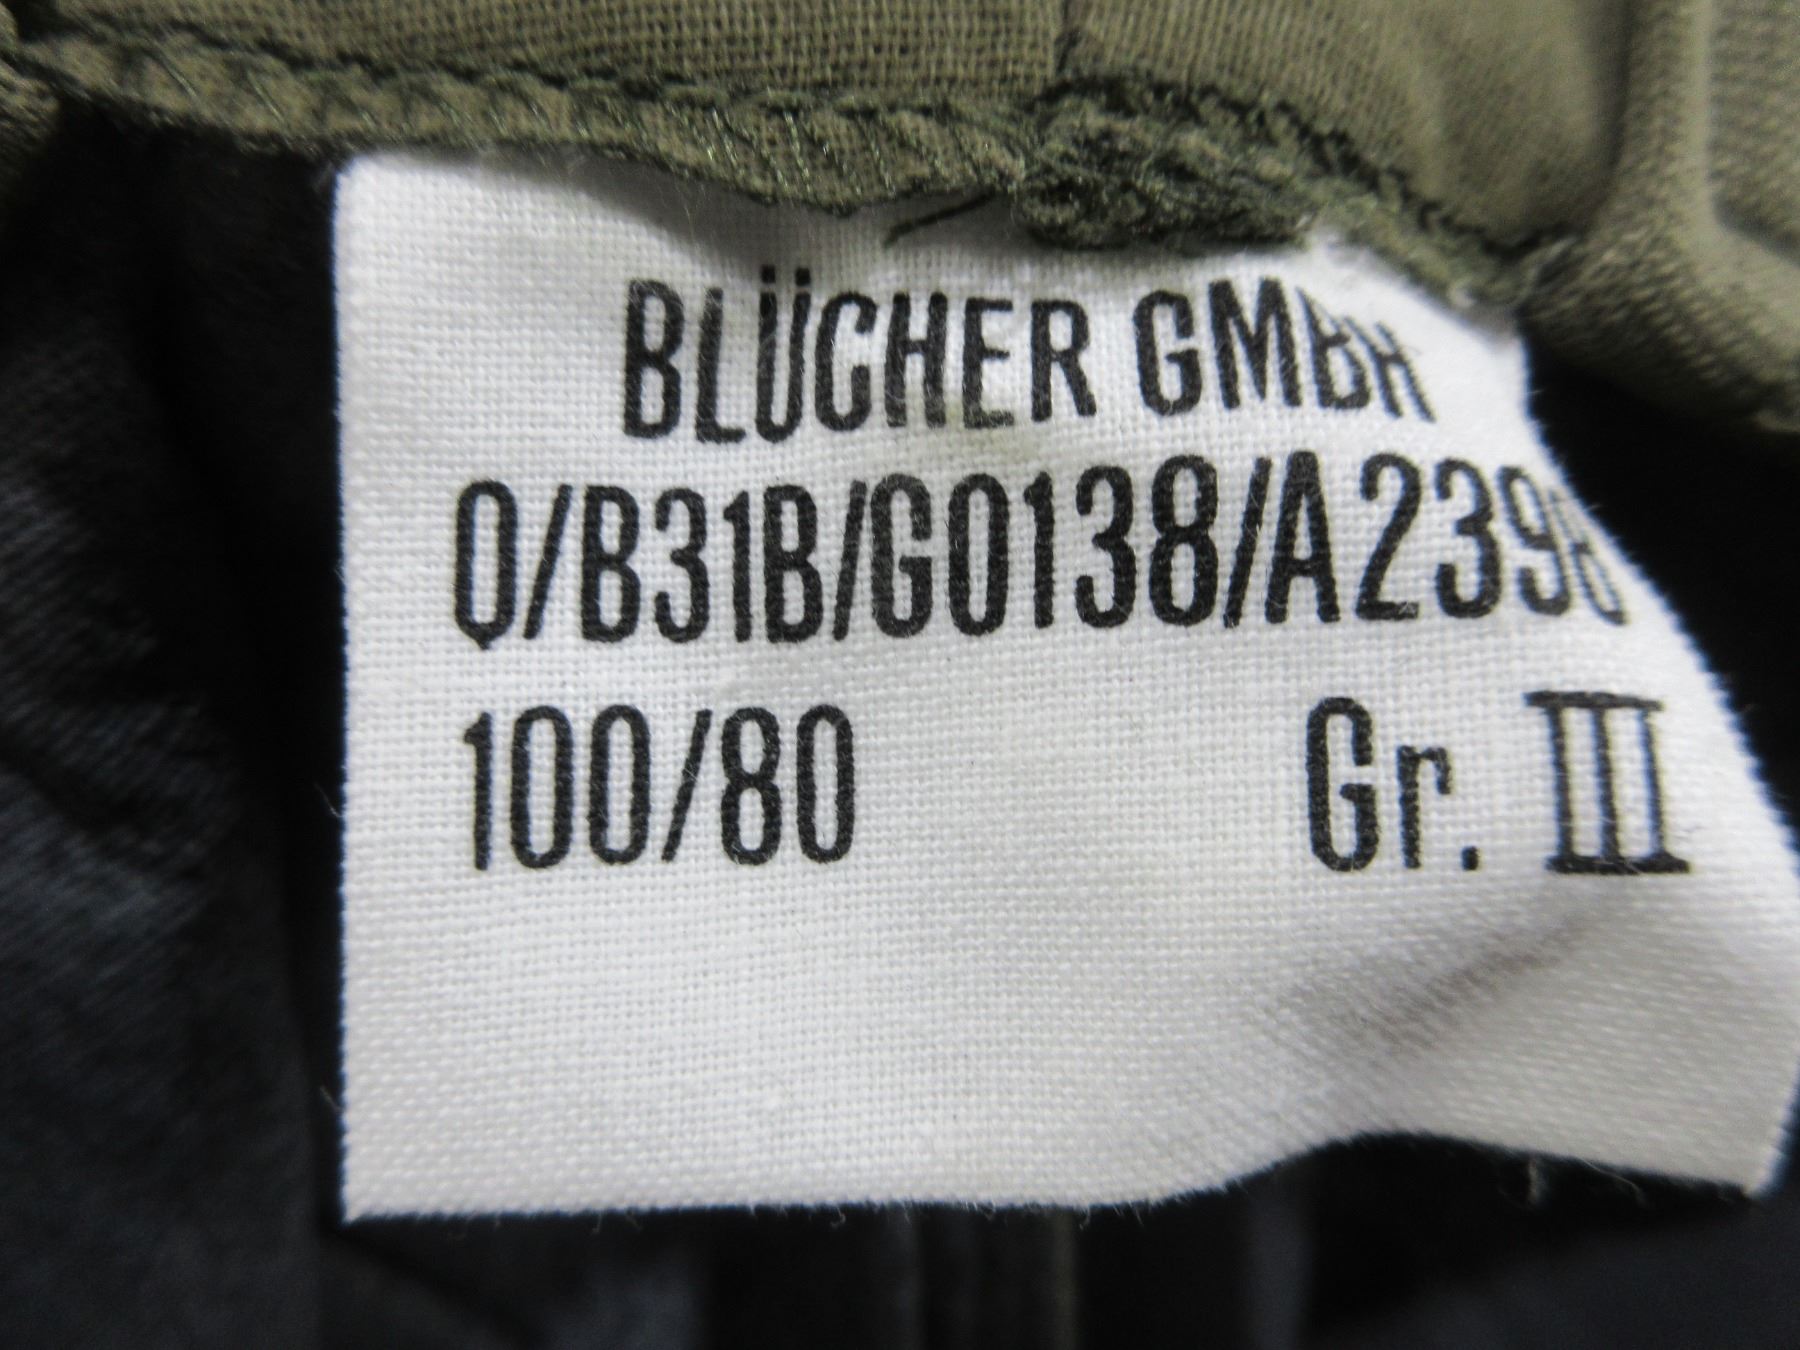 BLÜCHER GMBH
Q/B31B/G0138/A2398
100/80 Gr. III